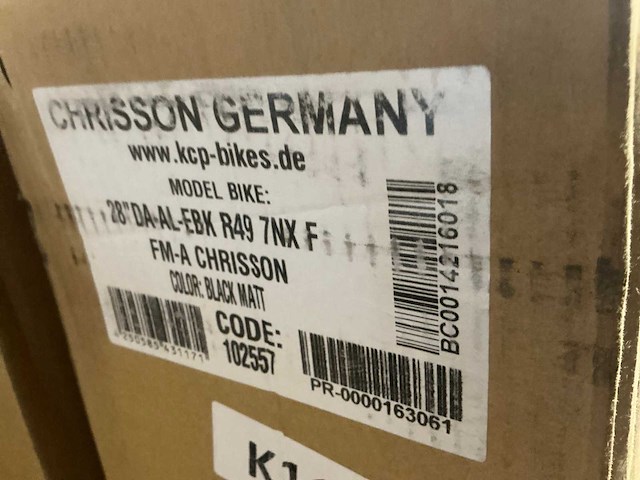 CHRISSON GERMANY
www.kcp-bikes.de
MODEL BIKE:
28"DA-AL-EBK R49 7NX F
FM-A CHRISSON
COLOR: BLACK MATT
CODE:
102557
BC0014216018
PR-0000163061